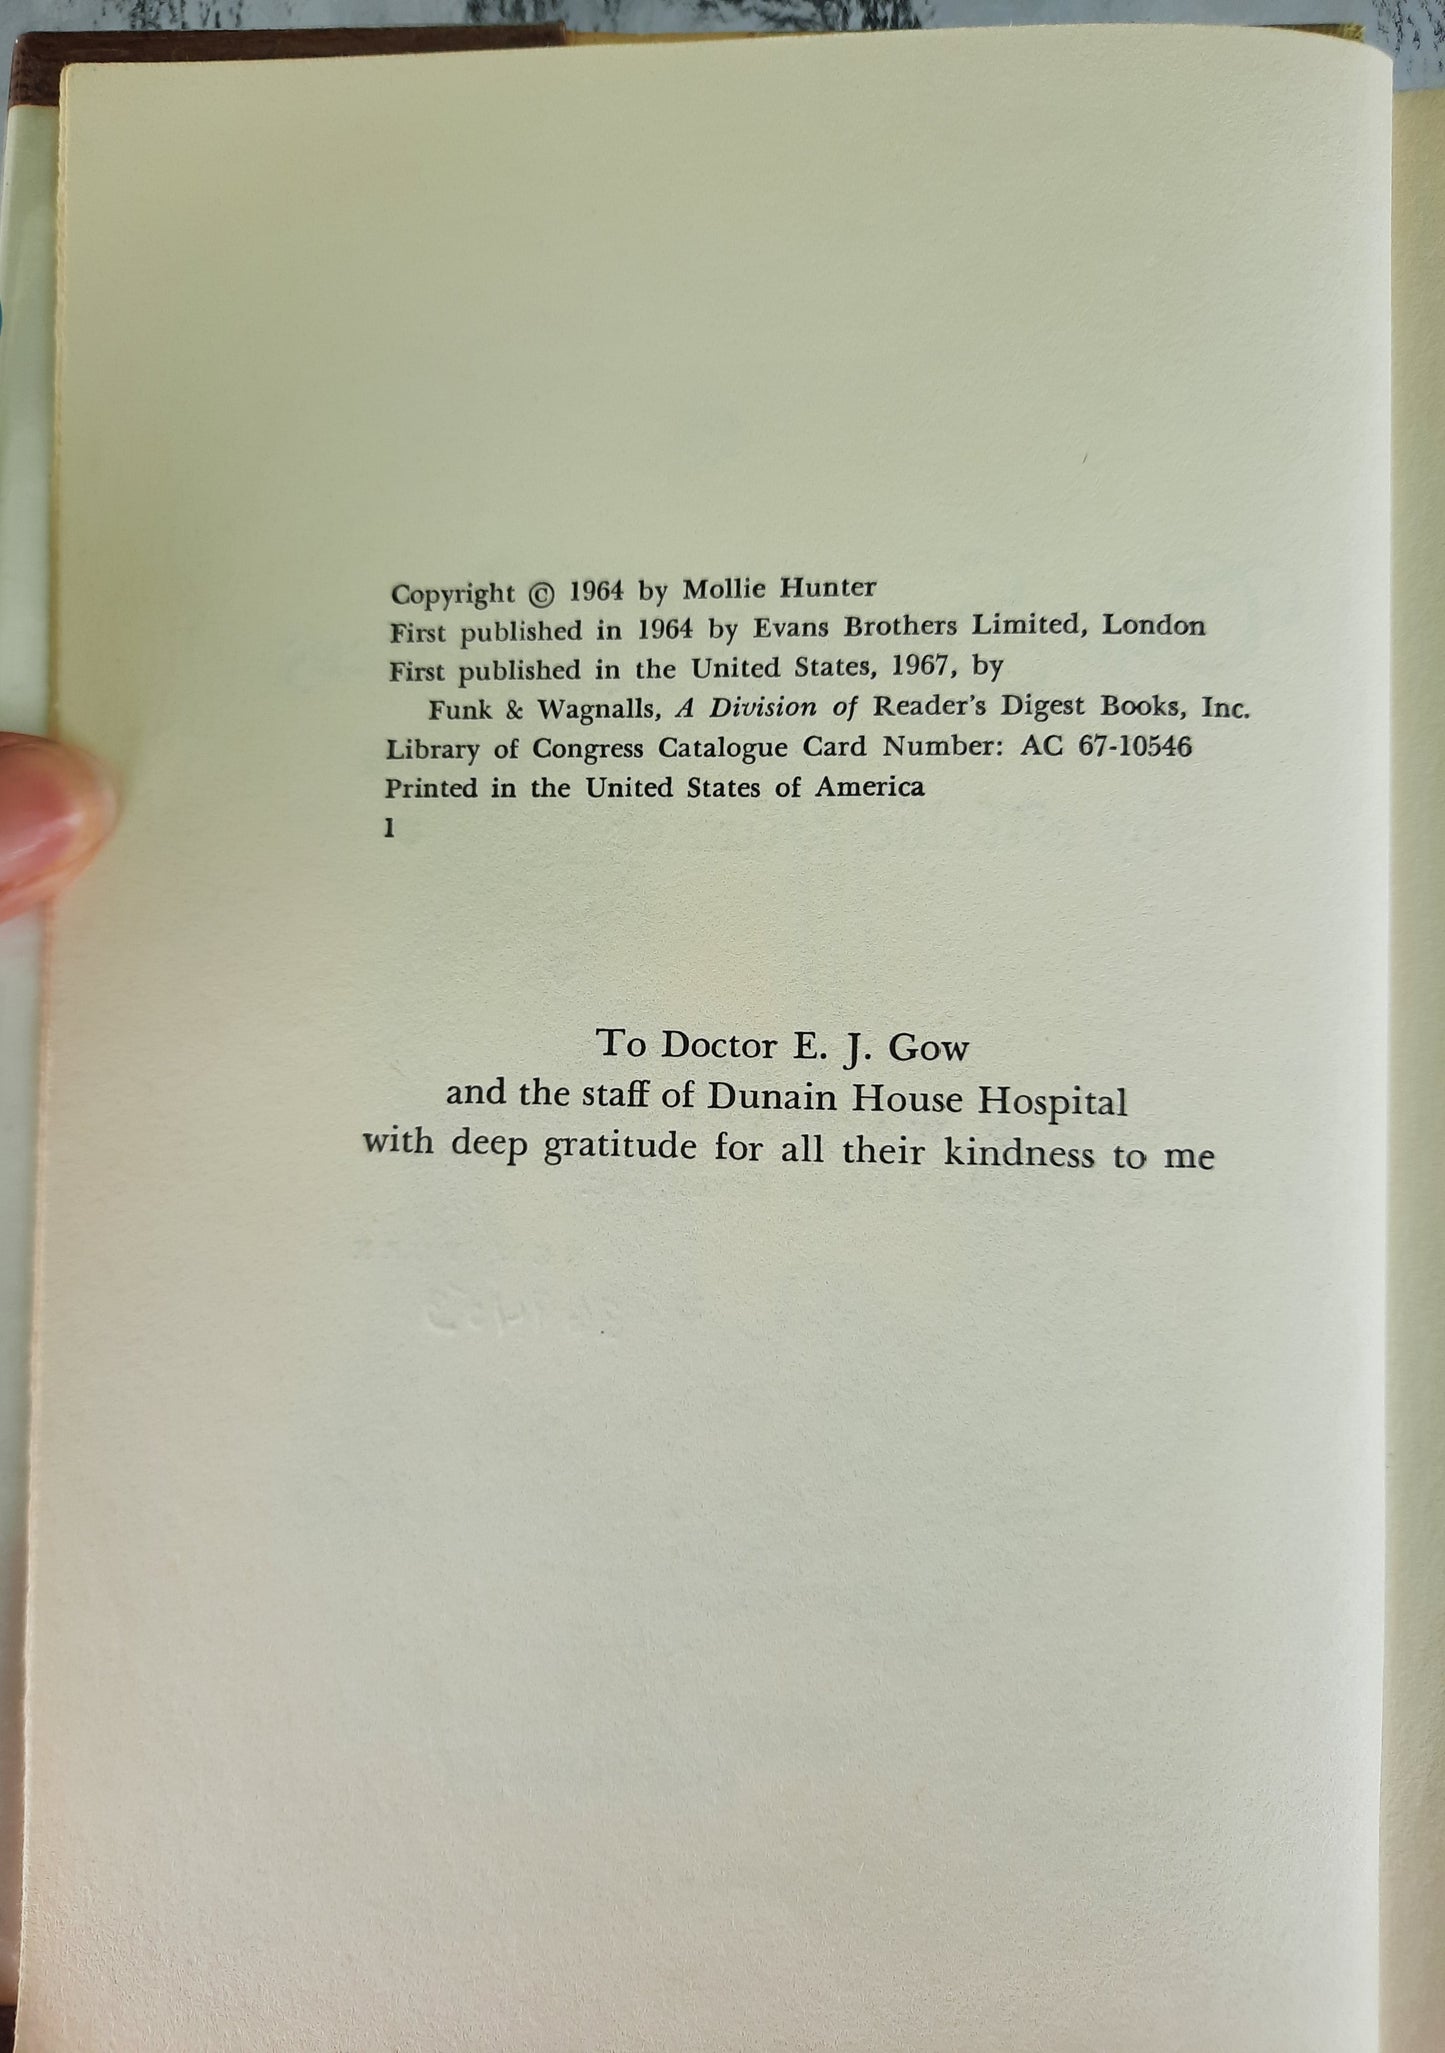 Copyright © 1964 by Mollie Hunter
First published in 1964 by Evans Brothers Limited, London
First published in the United States, 1967, by
Funk & Wagnalls, A Division of Reader's Digest Books, Inc.
Library of Congress Catalogue Card Number: AC 67-10546
Printed in the United States of America
1
To Doctor E. J. Gow
and the staff of Dunain House Hospital
with deep gratitude for all their kindness to me